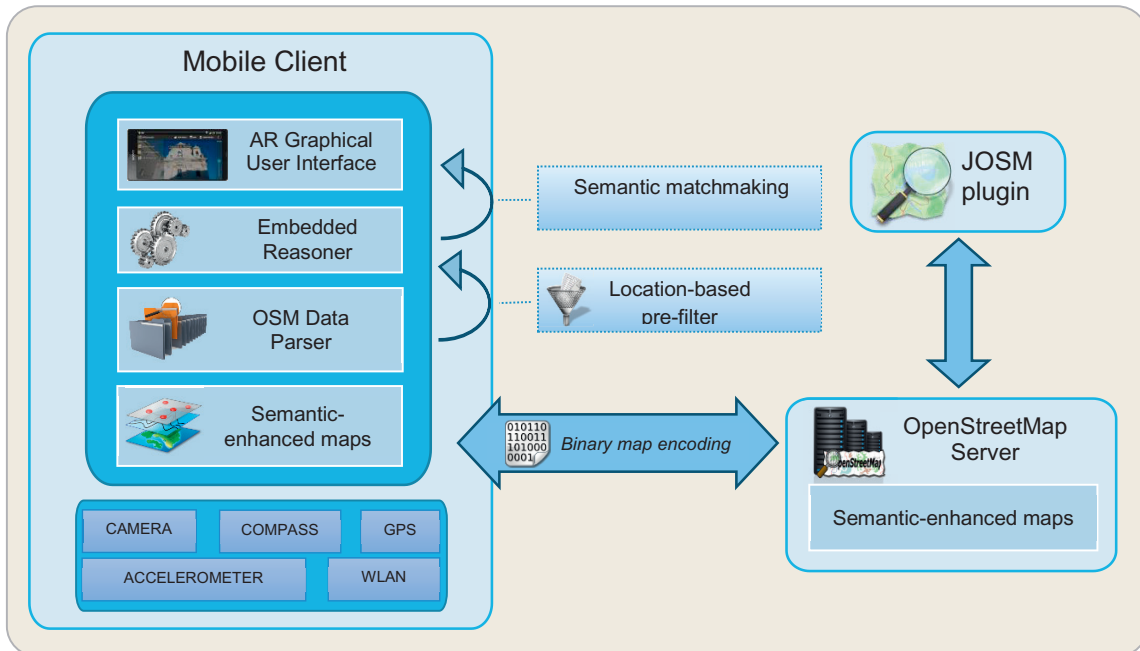 Mobile Client
AR Graphical
User Interface
Embedded
Reasoner
OSM Data
Parser
Semantic-
enhanced maps
CAMERA
COMPASS
GPS
ACCELEROMETER
WLAN
Semantic matchmaking
Location-based
pre-filter
010110
110011
101000
0001
Binary map encoding
JOSM
plugin
OpenStreetMap
Server
OpenStreetMap
Semantic-enhanced maps